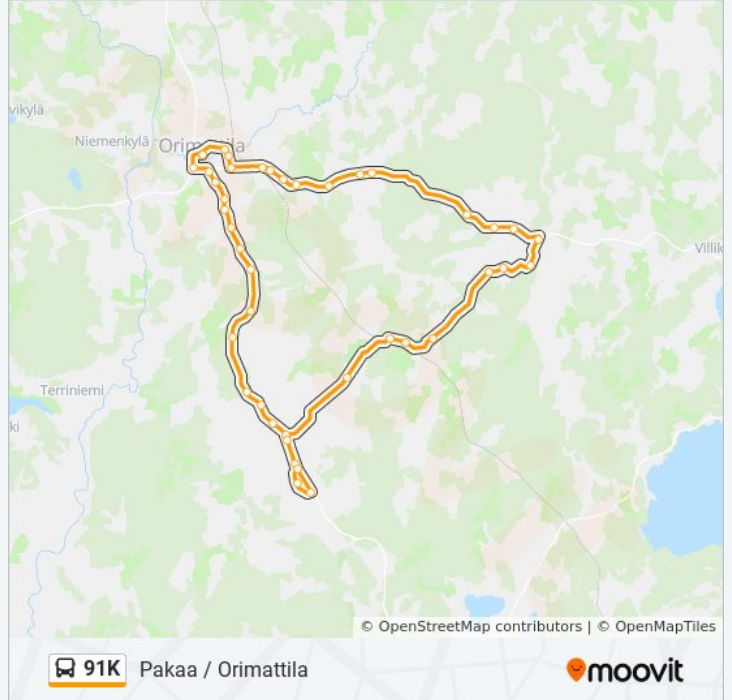 vikylä
Niemenkylä
Orimattila
Villik
Terriniemi
ki
© OpenStreetMap contributors | © OpenMapTiles
91K Pakaa / Orimattila
moovit